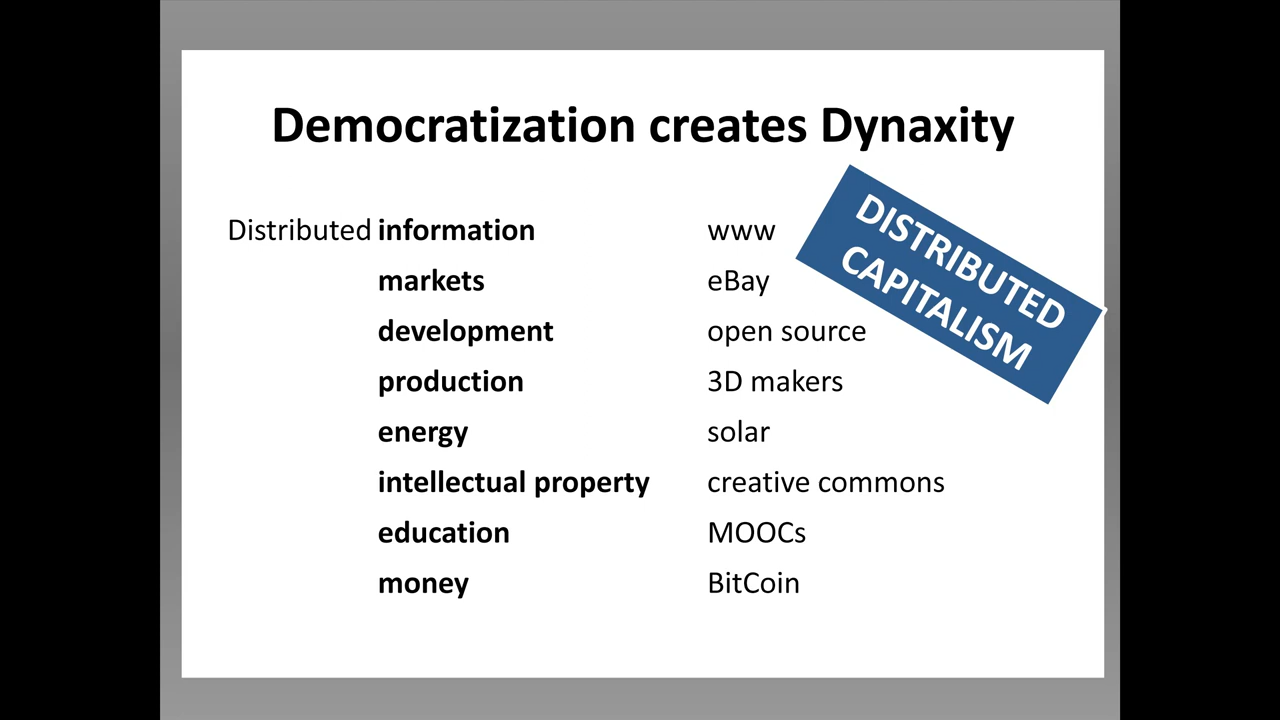 Democratization creates Dynaxity
Distributed information www
markets eBay
development open source
production 3D makers
energy solar
intellectual property creative commons
education MOOCs
money BitCoin
DISTRIBUTED
CAPITALISM